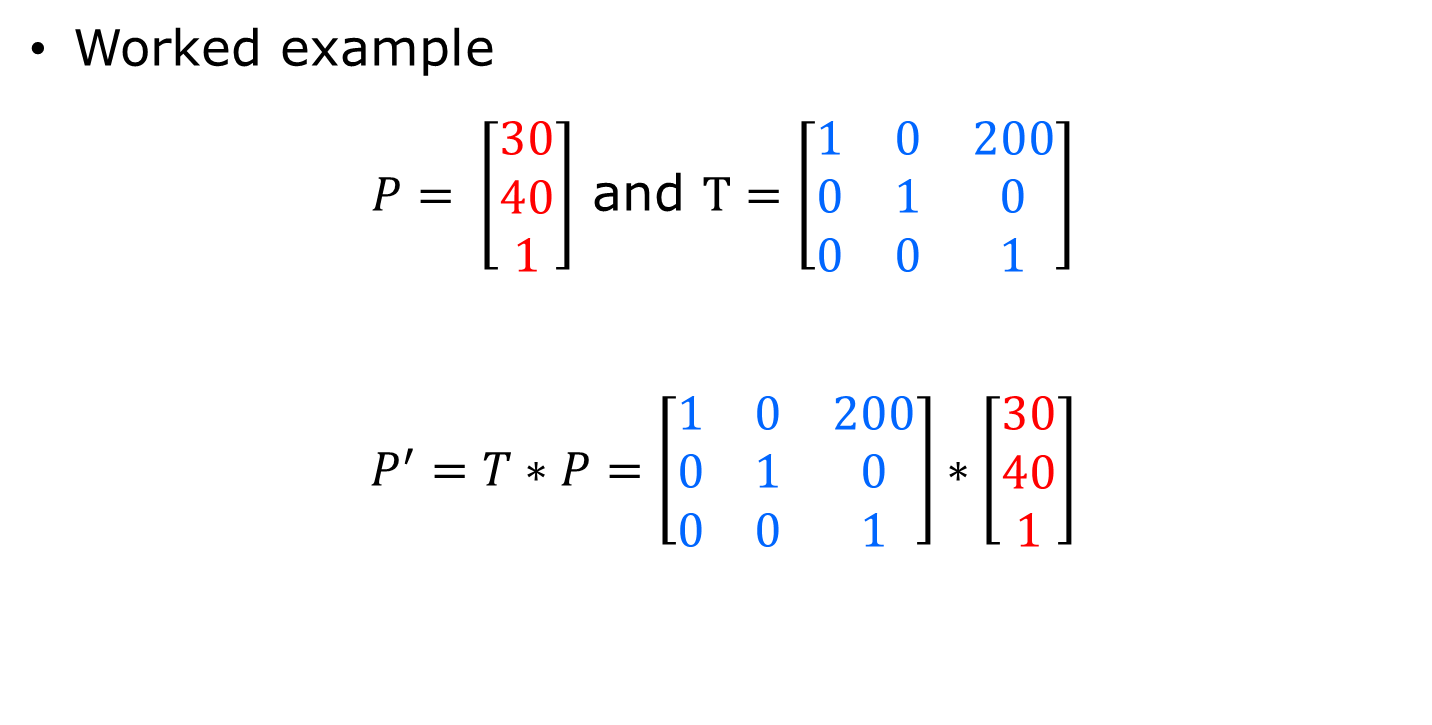 • Worked example
𝑃 = [30 40 1] and T = [1 0 200; 0 1 0; 0 0 1]
𝑃′ = 𝑇 ∗ 𝑃 = [1 0 200; 0 1 0; 0 0 1] ∗ [30 40 1]